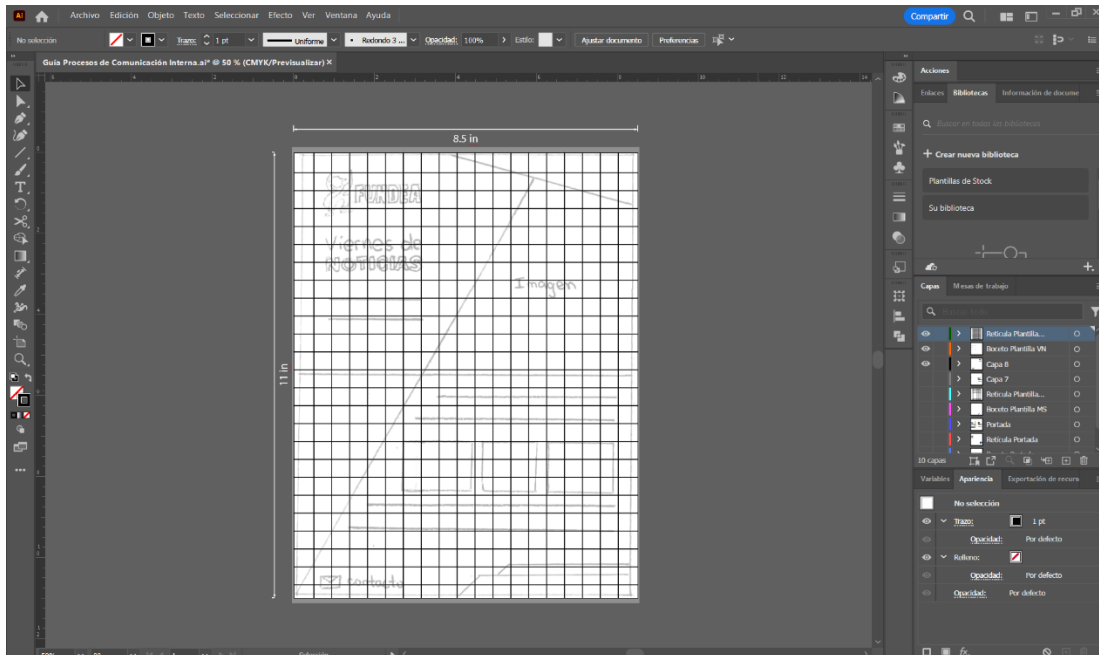 Ai Archivo Edición Objeto Texto Seleccionar Efecto Ver Ventana Ayuda Compartir
No selección Trazo: 1 pt Uniforme Redondo 3 ... Opacidad: 100% Estilo: Ajustar documento Preferencias
Guía Procesos de Comunicación Interna.ai* @ 50 % (CMYK/Previsualizar) ×
8.5 in
11 in
FUNDEA
Viernes de
NOTICIAS
Imagen
contacto
Acciones
Enlaces Bibliotecas Información de docume
Buscar en todas las bibliotecas
+ Crear nueva biblioteca
Plantillas de Stock
Su biblioteca
Capas Mesas de trabajo
Retícula Plantilla...
Boceto Plantilla VN
Capa 6
Capa 7
Retícula Plantilla...
Boceto Plantilla MS
Portada
Retícula Portada
10 capas
Variables Apariencia Exportación de recurs
No selección
Trazo: 1 pt
Opacidad: Por defecto
Relleno:
Opacidad: Por defecto
Opacidad: Por defecto
fx.